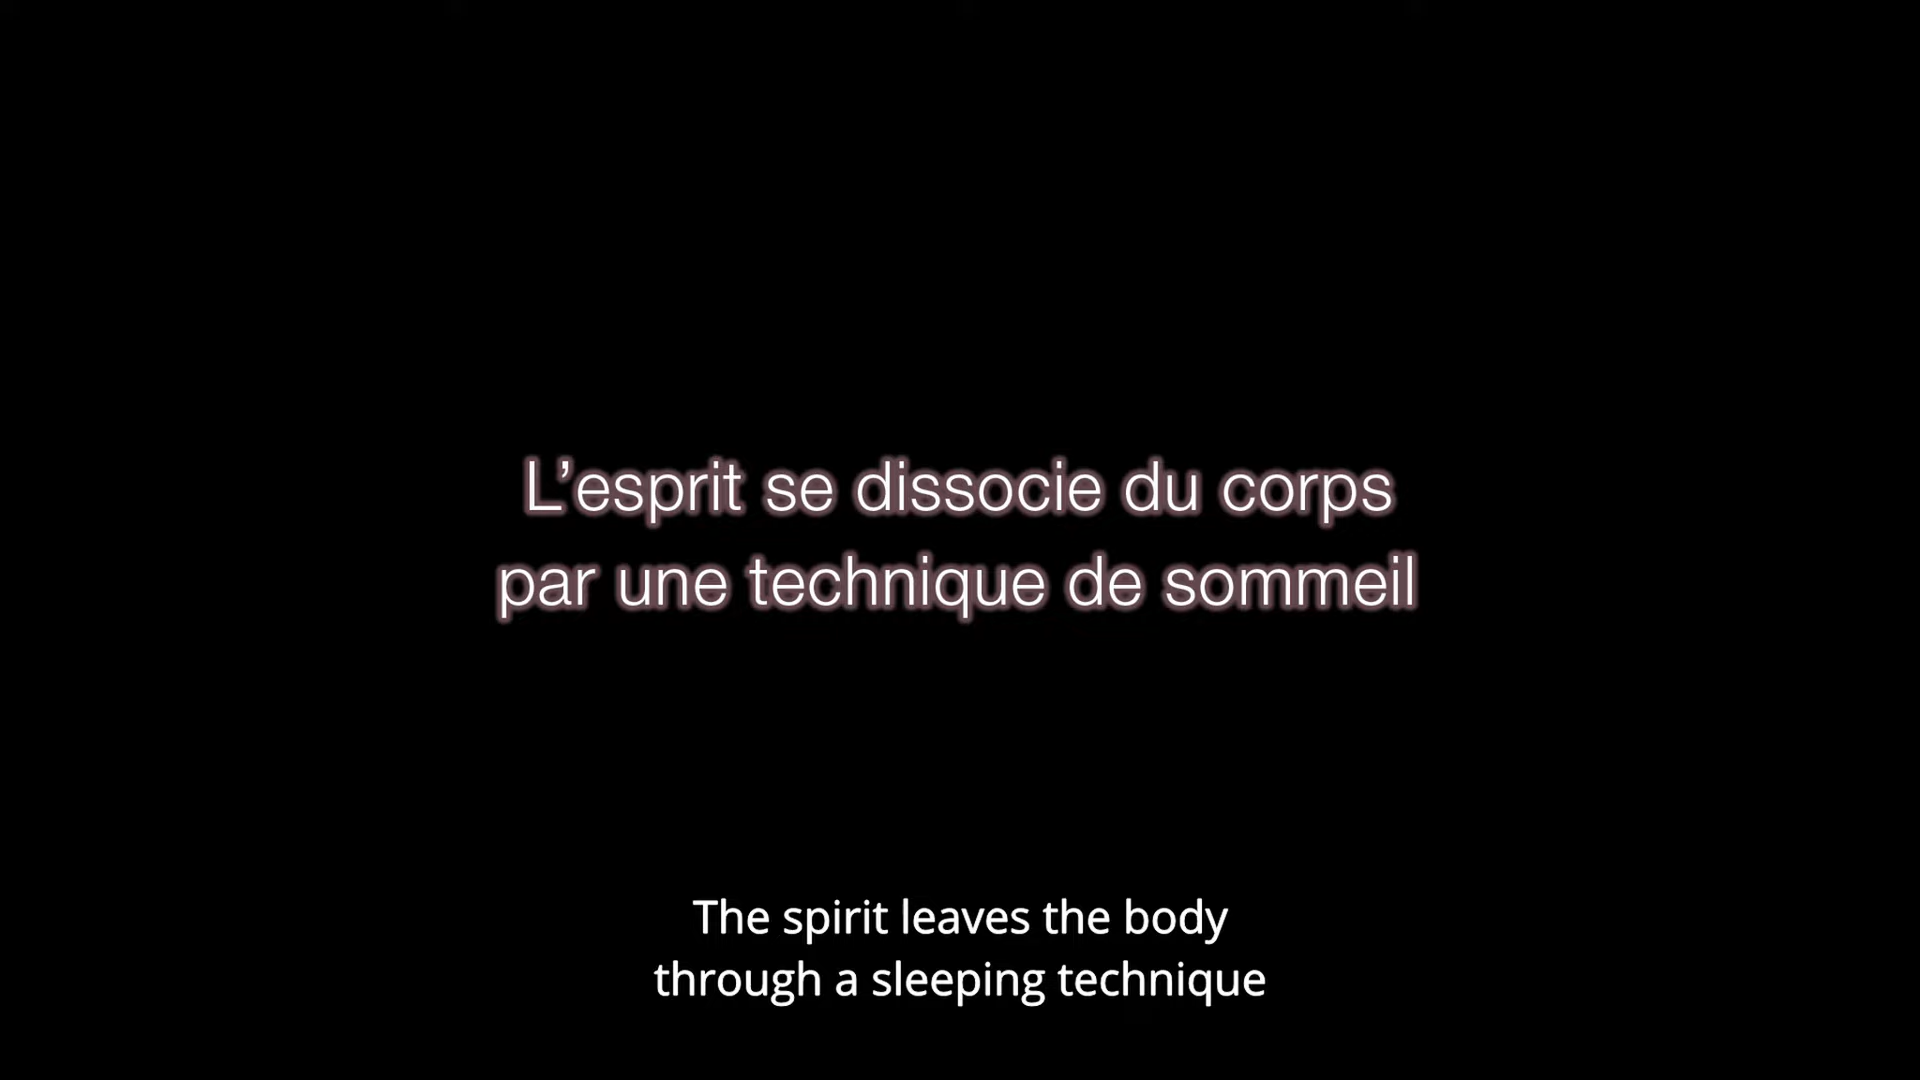 L’esprit se dissocie du corps
par une technique de sommeil
The spirit leaves the body
through a sleeping technique